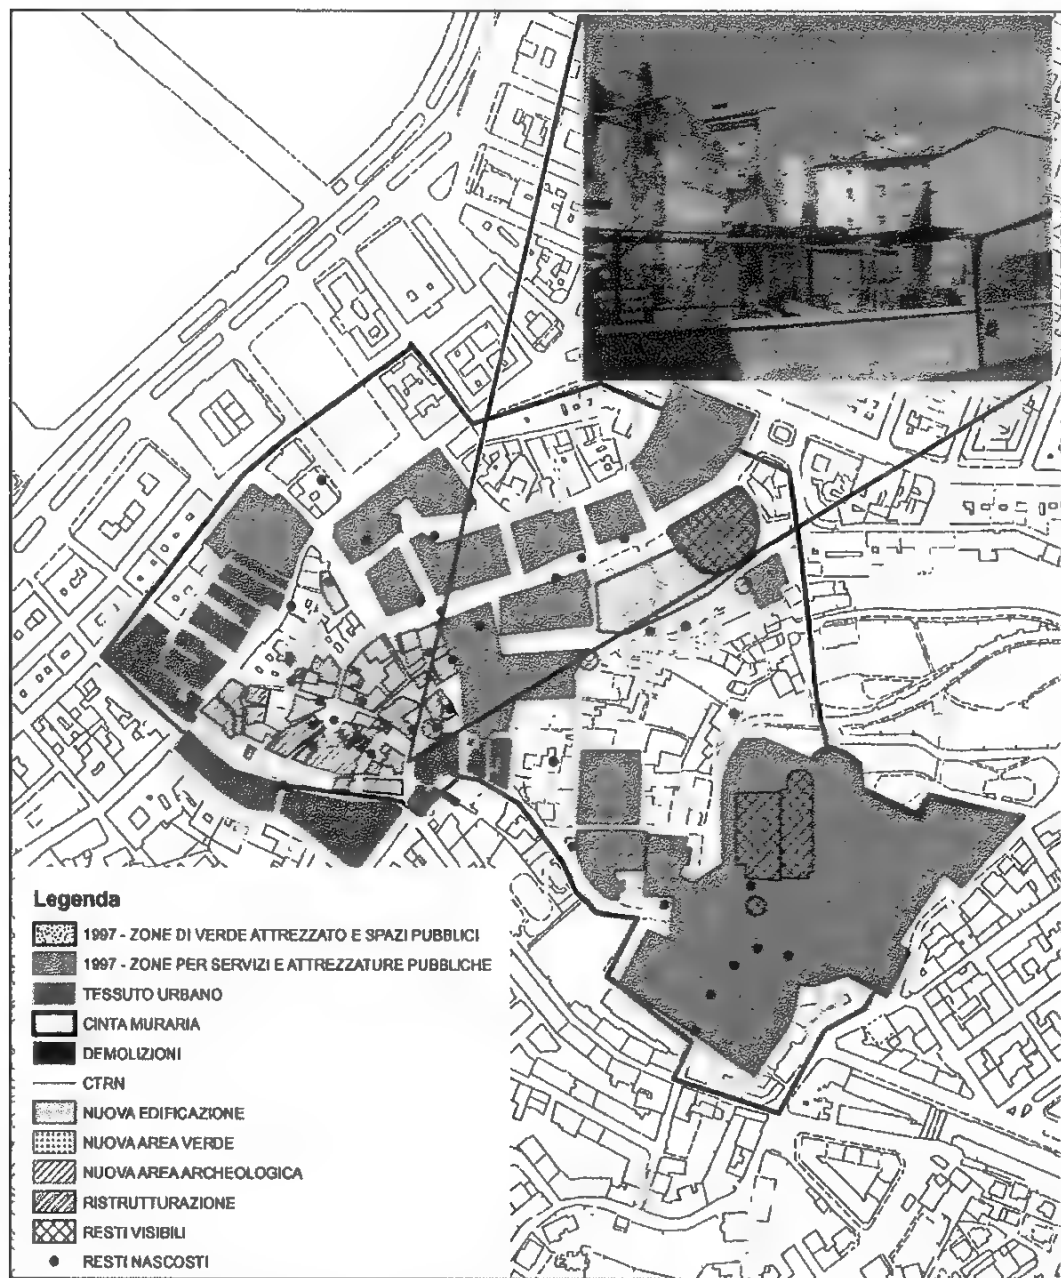 Legenda
1997 - ZONE DI VERDE ATTREZZATO E SPAZI PUBBLICI
1997 - ZONE PER SERVIZI E ATTREZZATURE PUBBLICHE
TESSUTO URBANO
CINTA MURARIA
DEMOLIZIONI
CTRN
NUOVA EDIFICAZIONE
NUOVA AREA VERDE
NUOVA AREA ARCHEOLOGICA
RISTRUTTURAZIONE
RESTI VISIBILI
RESTI NASCOSTI